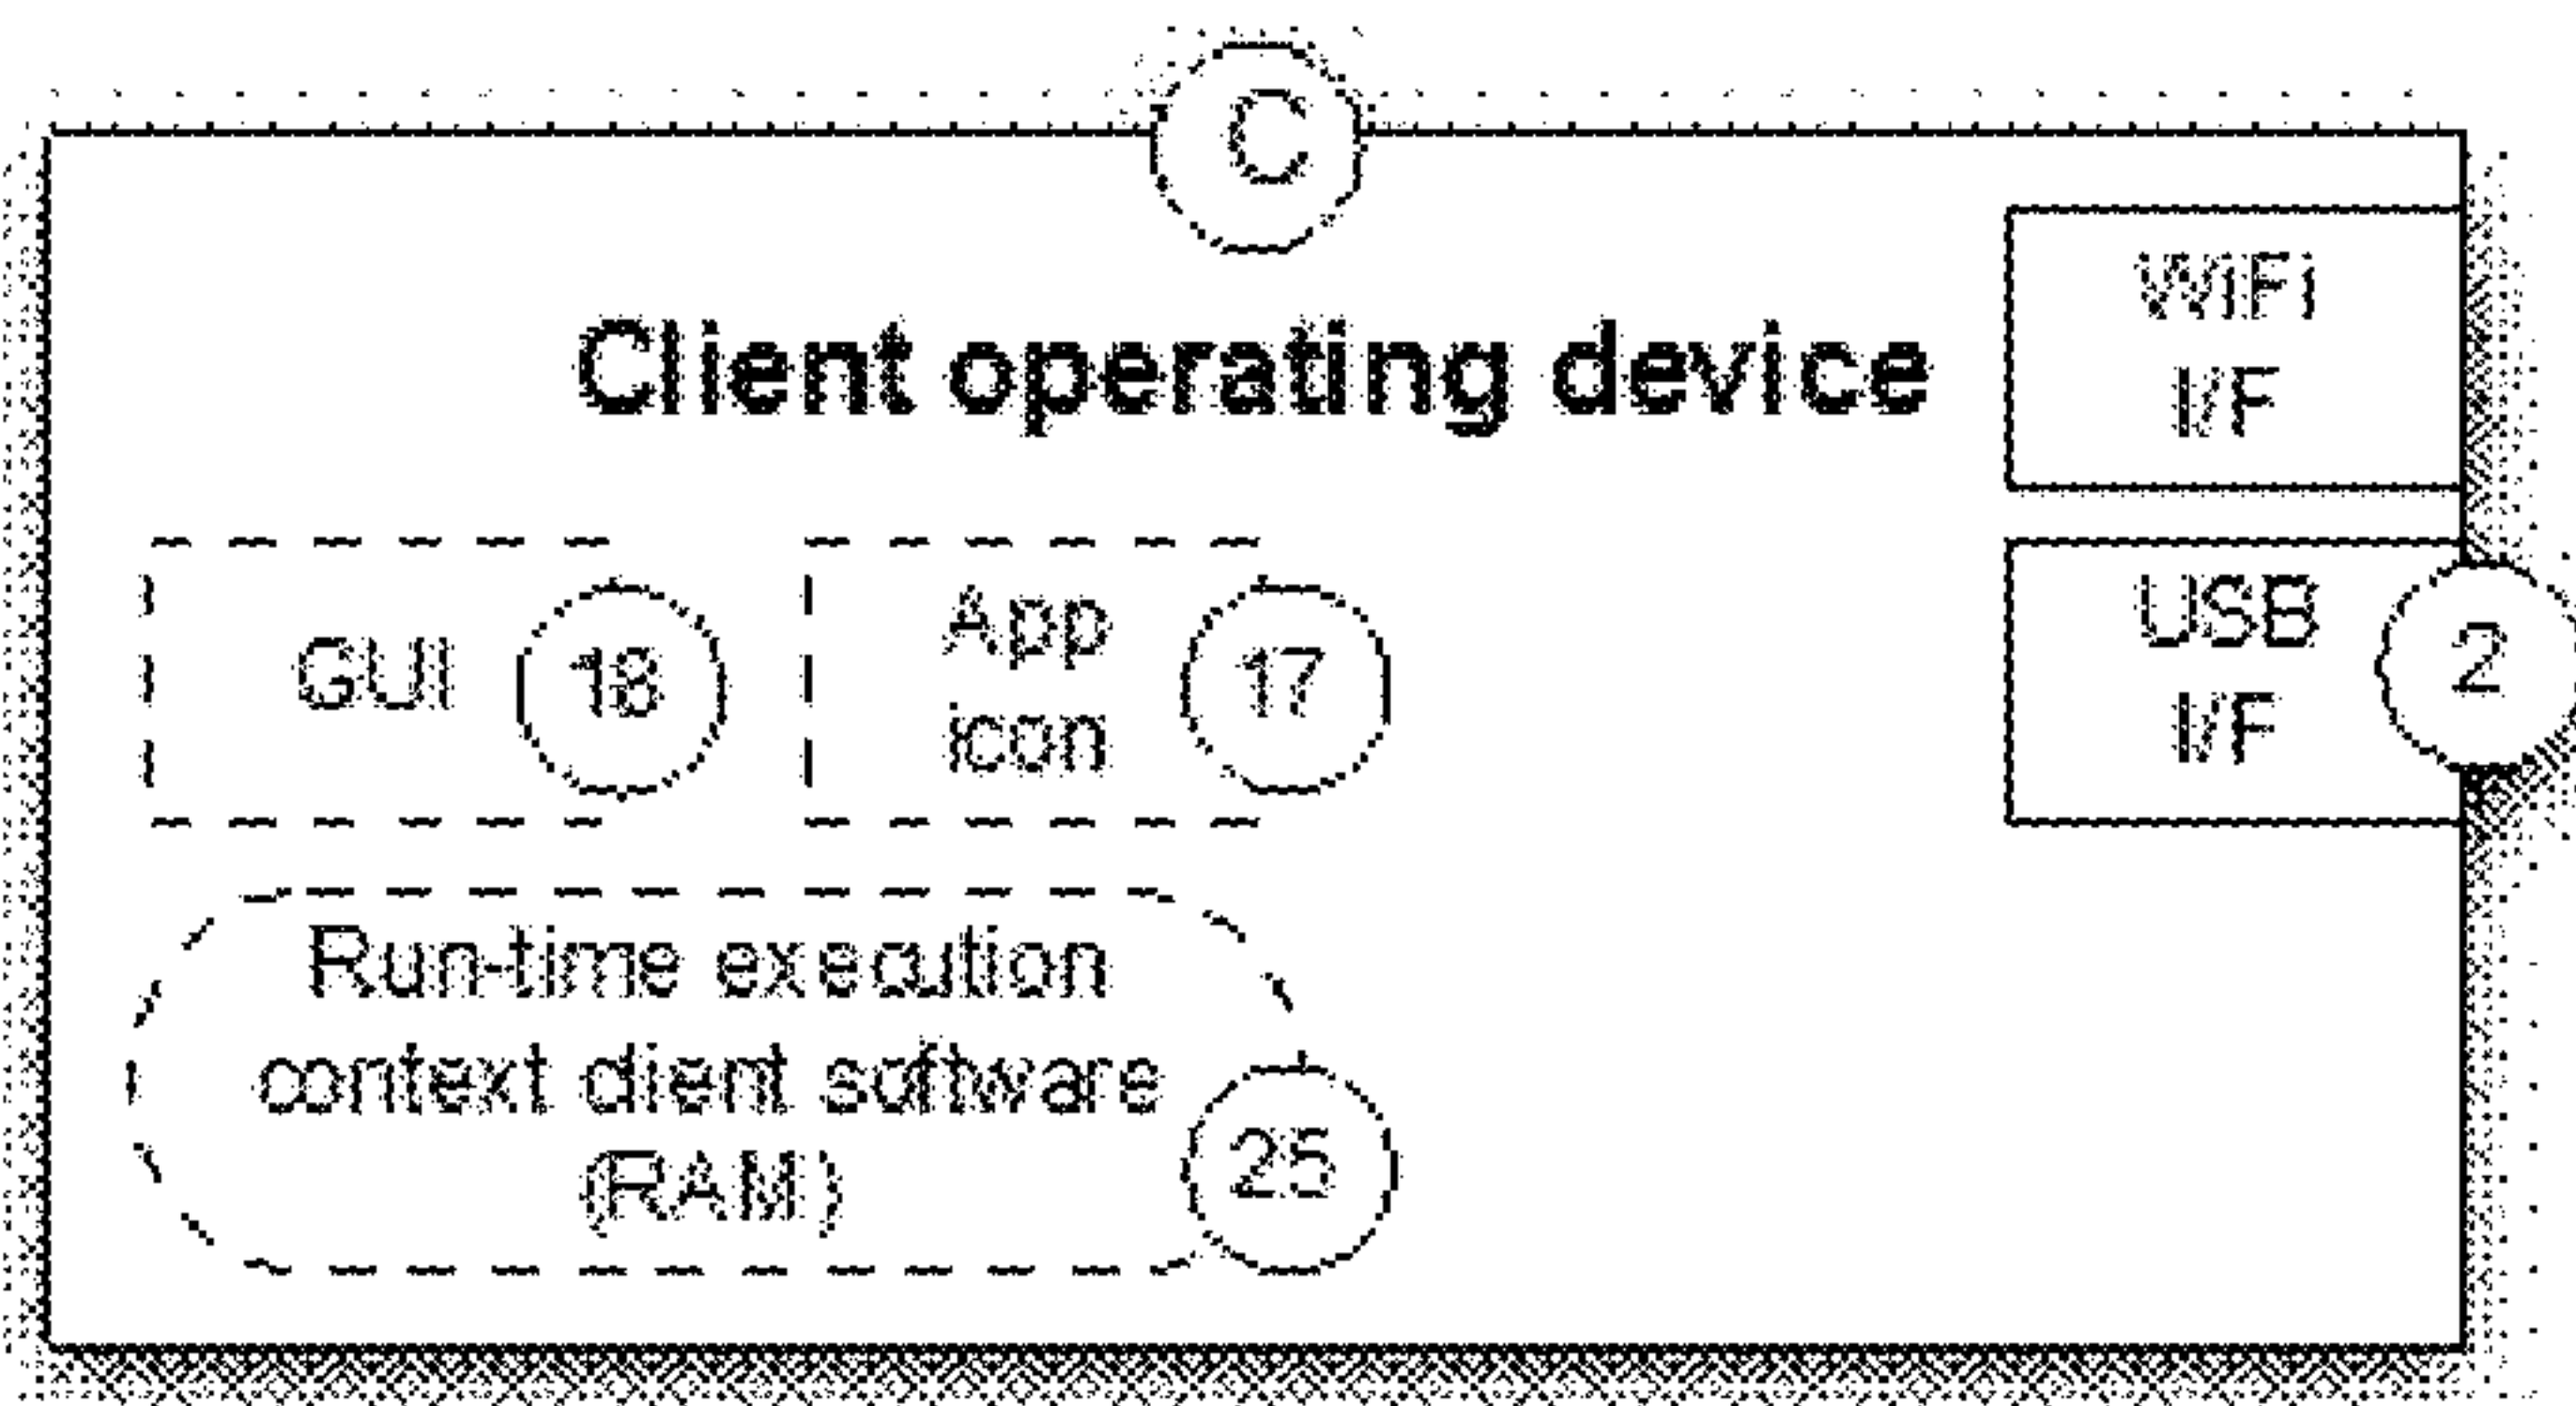 C
Client operating device
WiFi
I/F
GUI
18
App
icon
17
USB
I/F
2
Run-time execution
context client software
(RAM)
25